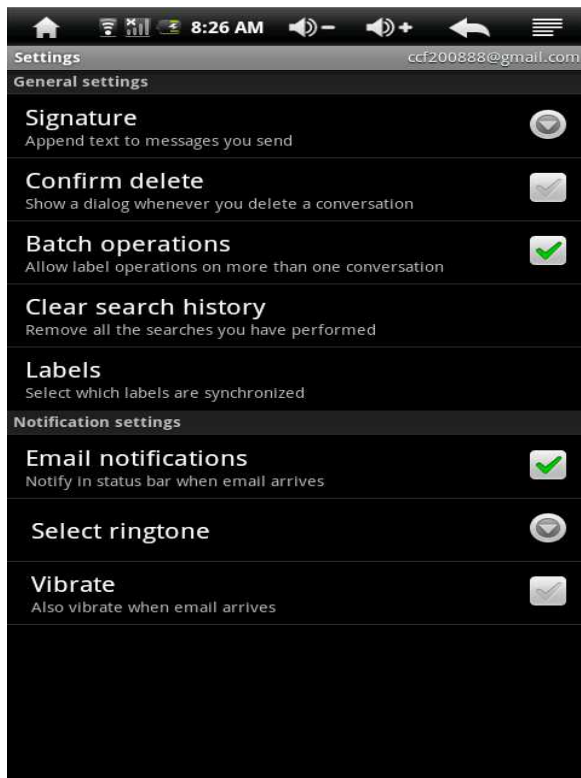 8:26 AM
Settings ccf200888@gmail.com
General settings
Signature
Append text to messages you send
Confirm delete
Show a dialog whenever you delete a conversation
Batch operations
Allow label operations on more than one conversation
Clear search history
Remove all the searches you have performed
Labels
Select which labels are synchronized
Notification settings
Email notifications
Notify in status bar when email arrives
Select ringtone
Vibrate
Also vibrate when email arrives